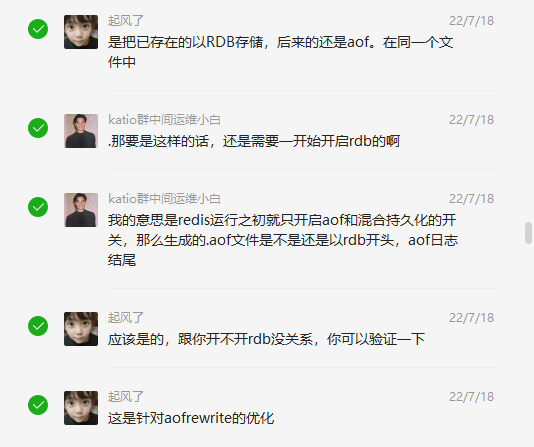 起风了 22/7/18
是把已存在的以RDB存储，后来的还是aof。在同一个文
件中
katio群中间运维小白 22/7/18
.那要是这样的话，还是需要一开始开启rdb的啊
katio群中间运维小白 22/7/18
我的意思是redis运行之初就只开启aof和混合持久化的开
关，那么生成的.aof文件是不是还是以rdb开头，aof日志
结尾
起风了 22/7/18
应该是的，跟你开不开rdb没关系，你可以验证一下
起风了 22/7/18
这是针对aofrewrite的优化